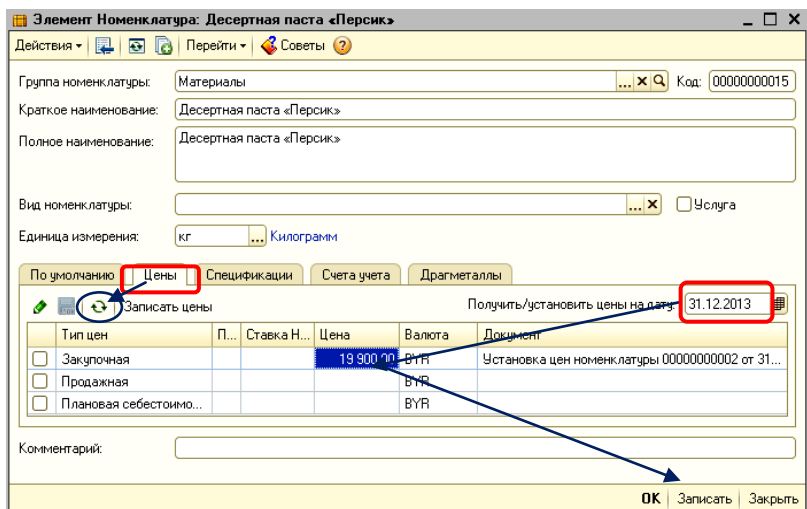 Элемент Номенклатура: Десертная паста «Персик»
Действия Перейти Советы
Группа номенклатуры: Материалы ... Код: 00000000015
Краткое наименование: Десертная паста «Персик»
Полное наименование: Десертная паста «Персик»
Вид номенклатуры: ... Услуга
Единица измерения: кг ... Килограмм
По умолчанию Цены Спецификации Счета учета Драгметаллы
Записать цены Получить/установить цены на дату: 31.12.2013
Тип цен П... Ставка Н... Цена Валюта Документ
Закупочная 19 900,00 BYR Установка цен номенклатуры 00000000002 от 31...
Продажная BYR
Плановая себестоимо... BYR
Комментарий:
OK Записать Закрыть